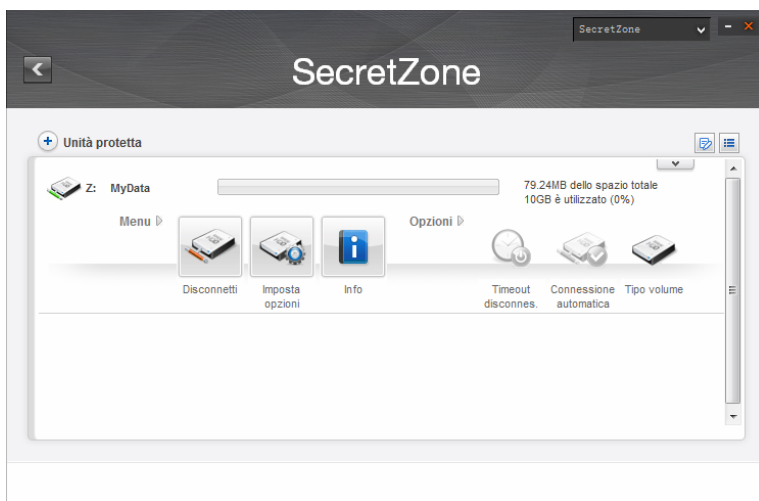 SecretZone
SecretZone
Unità protetta
Z: MyData
79.24MB dello spazio totale
10GB è utilizzato (0%)
Menu
Opzioni
Disconnetti
Imposta
opzioni
Info
Timeout
disconnes.
Connessione
automatica
Tipo volume